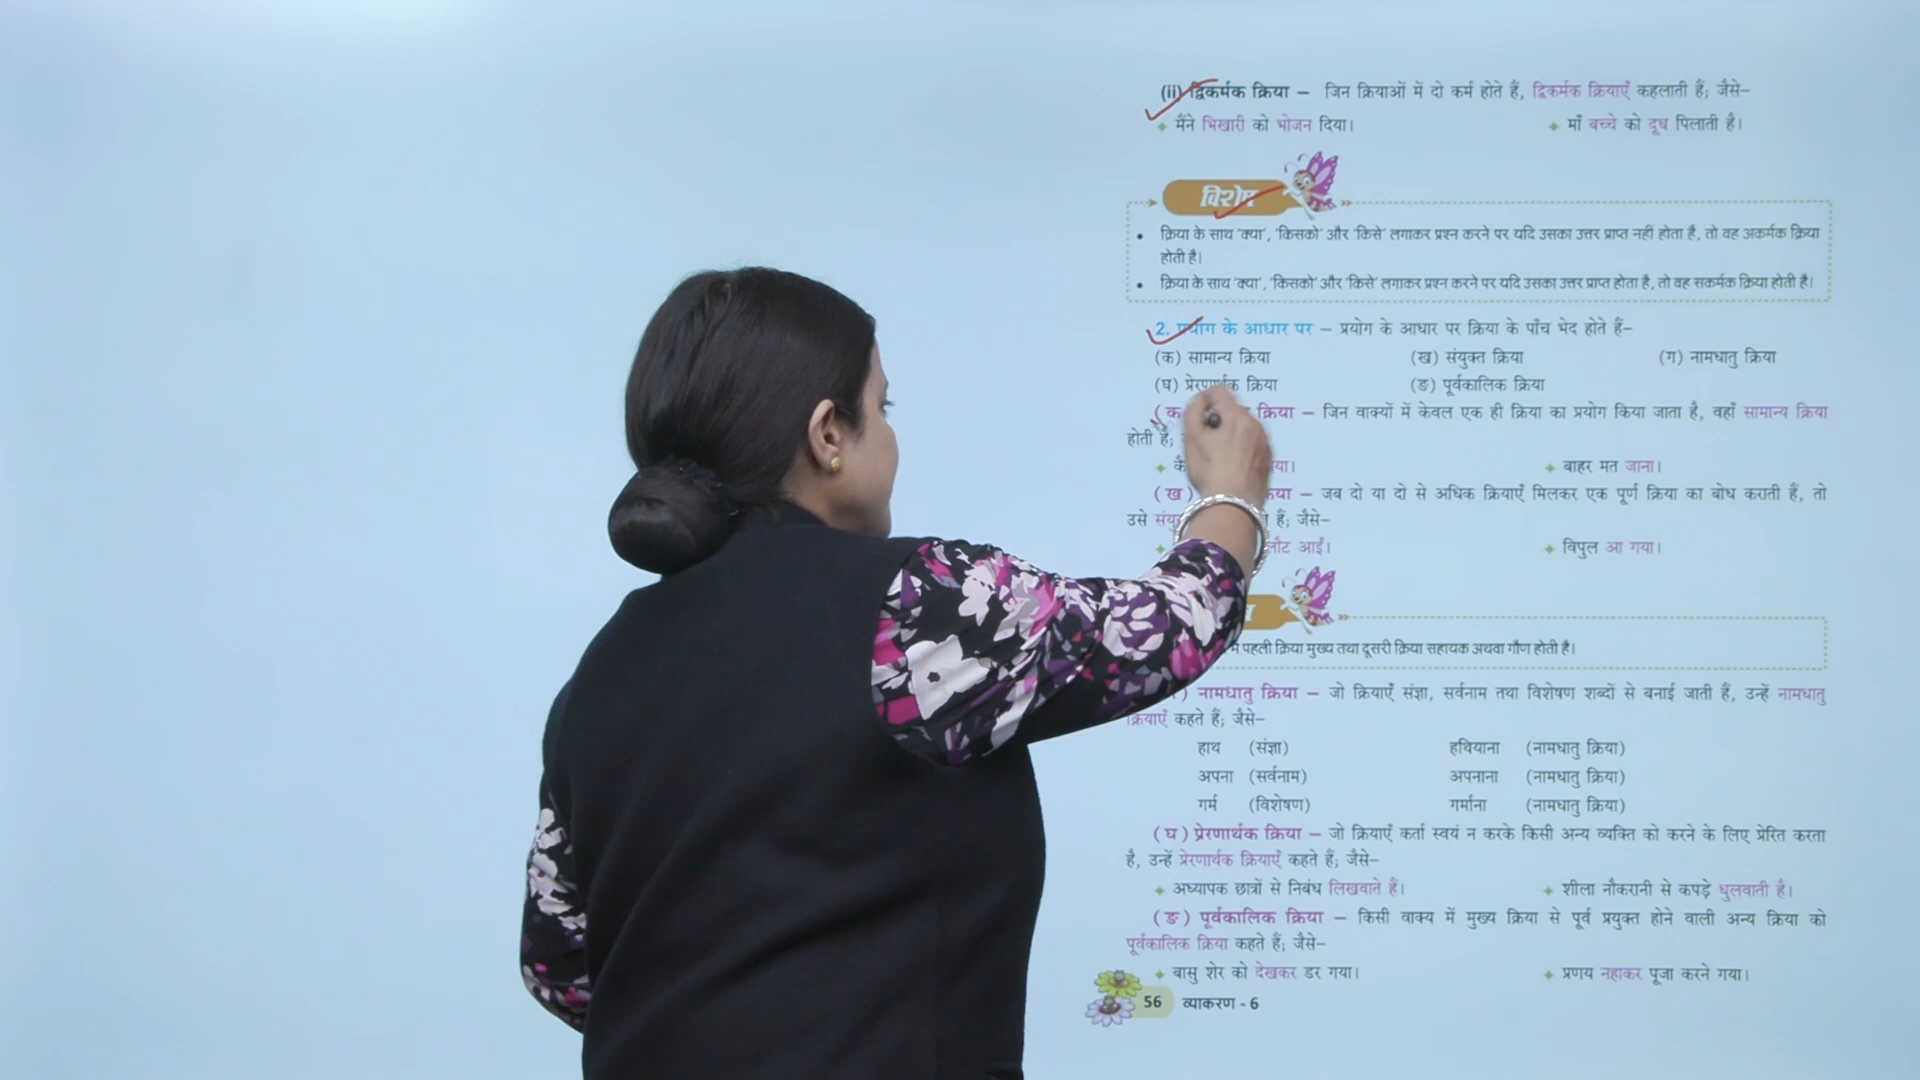 (ii) द्विकर्मक क्रिया – जिन क्रियाओं में दो कर्म होते हैं, द्विकर्मक क्रियाएँ कहलाती हैं; जैसे–
मैंने भिखारी को भोजन दिया। माँ बच्चे को दूध पिलाती है।
विशेष
• क्रिया के साथ 'क्या', 'किसको' और 'किसे' लगाकर प्रश्न करने पर यदि उसका उत्तर प्राप्त नहीं होता है, तो वह अकर्मक क्रिया
होती है।
• क्रिया के साथ 'क्या', 'किसको' और 'किसे' लगाकर प्रश्न करने पर यदि उसका उत्तर प्राप्त होता है, तो वह सकर्मक क्रिया होती है।
2. प्रयोग के आधार पर – प्रयोग के आधार पर क्रिया के पाँच भेद होते हैं–
(क) सामान्य क्रिया (ख) संयुक्त क्रिया (ग) नामधातु क्रिया
(घ) प्रेरणार्थक क्रिया (ङ) पूर्वकालिक क्रिया
(क क्रिया – जिन वाक्यों में केवल एक ही क्रिया का प्रयोग किया जाता है, वहाँ सामान्य क्रिया
होती है;
बाहर मत जाना।
(ख) – जब दो या दो से अधिक क्रियाएँ मिलकर एक पूर्ण क्रिया का बोध कराती हैं, तो
उसे हैं; जैसे–
लौट आईं। विपुल आ गया।
में पहली क्रिया मुख्य तथा दूसरी क्रिया सहायक अथवा गौण होती है।
) नामधातु क्रिया – जो क्रियाएँ संज्ञा, सर्वनाम तथा विशेषण शब्दों से बनाई जाती हैं, उन्हें नामधातु
क्रियाएँ कहते हैं; जैसे–
हाथ (संज्ञा) हथियाना (नामधातु क्रिया)
अपना (सर्वनाम) अपनाना (नामधातु क्रिया)
गर्म (विशेषण) गर्माना (नामधातु क्रिया)
(घ) प्रेरणार्थक क्रिया – जो क्रियाएँ कर्ता स्वयं न करके किसी अन्य व्यक्ति को करने के लिए प्रेरित करता
है, उन्हें प्रेरणार्थक क्रियाएँ कहते हैं; जैसे–
अध्यापक छात्रों से निबंध लिखवाते हैं। शीला नौकरानी से कपड़े धुलवाती है।
(ङ) पूर्वकालिक क्रिया – किसी वाक्य में मुख्य क्रिया से पूर्व प्रयुक्त होने वाली अन्य क्रिया को
पूर्वकालिक क्रिया कहते हैं; जैसे–
बासु शेर को देखकर डर गया। प्रणय नहाकर पूजा करने गया।
56 व्याकरण - 6